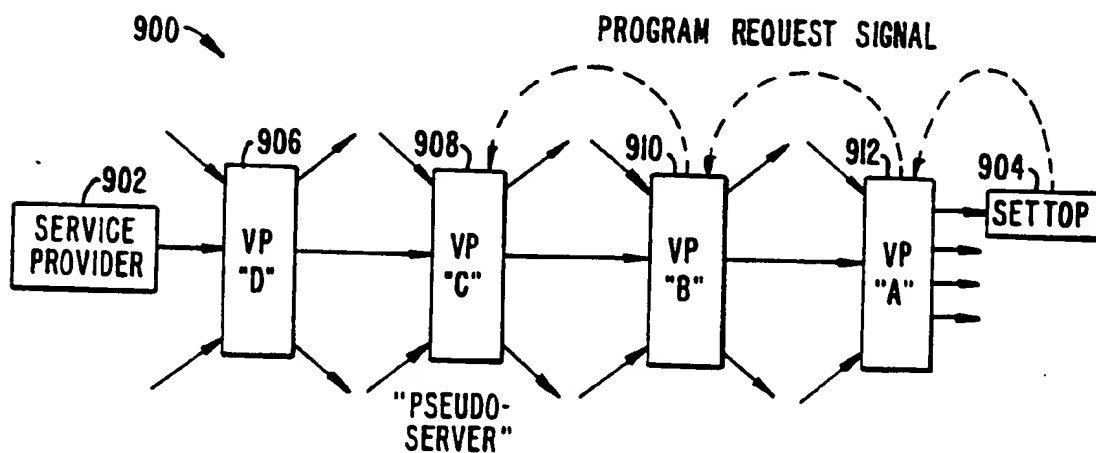 900
PROGRAM REQUEST SIGNAL
902
SERVICE
PROVIDER
906
VP
"D"
908
VP
"C"
"PSEUDO-
SERVER"
910
VP
"B"
912
VP
"A"
904
SETTOP